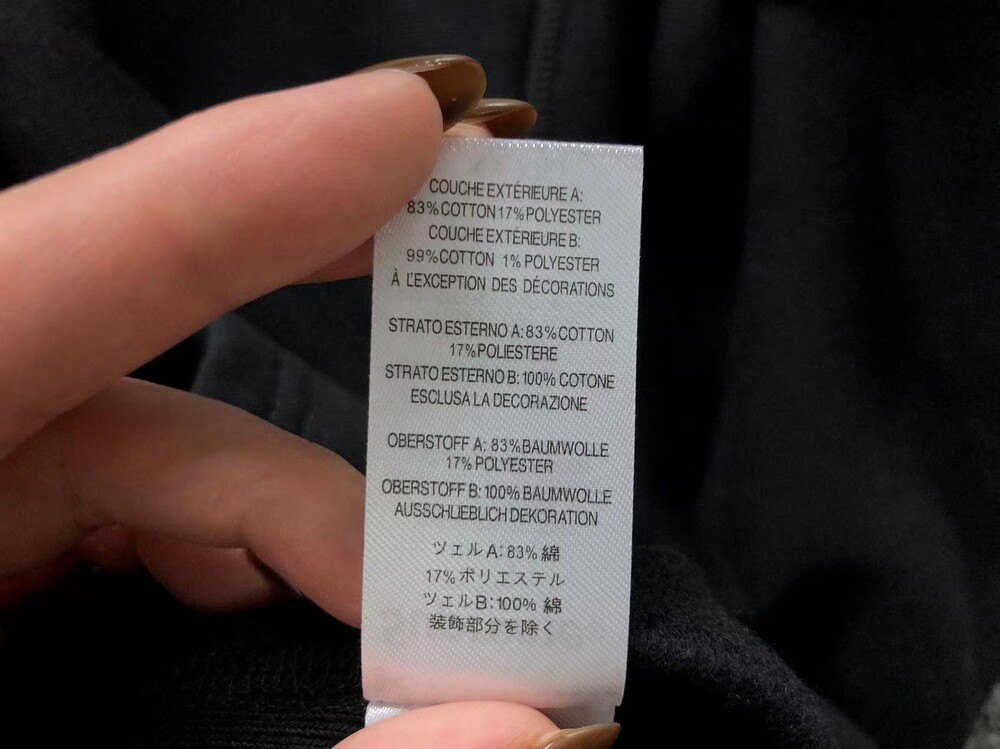 COUCHE EXTÉRIEURE A:
83% COTTON 17% POLYESTER
COUCHE EXTÉRIEURE B:
99% COTTON 1% POLYESTER
À L'EXCEPTION DES DÉCORATIONS
STRATO ESTERNO A: 83% COTTON
17% POLIESTERE
STRATO ESTERNO B: 100% COTONE
ESCLUSA LA DECORAZIONE
OBERSTOFF A: 83% BAUMWOLLE
17% POLYESTER
OBERSTOFF B: 100% BAUMWOLLE
AUSSCHLIEBLICH DEKORATION
ツェルA: 83% 綿
17% ポリエステル
ツェルB: 100% 綿
装飾部分を除く